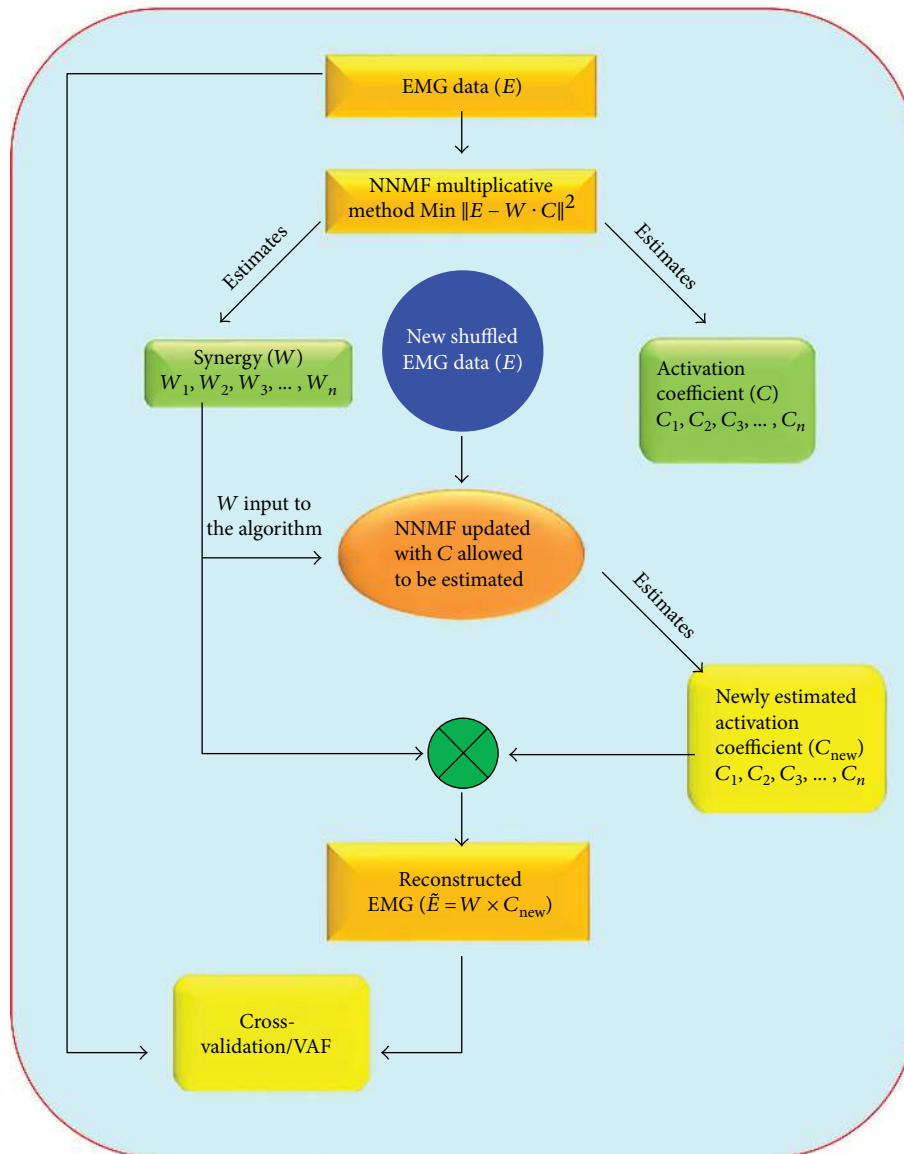 EMG data (E)
NNMF multiplicative
method Min ‖E − W · C‖²
Estimates
Estimates
New shuffled
EMG data (E)
Synergy (W)
W₁, W₂, W₃, ... , Wₙ
Activation
coefficient (C)
C₁, C₂, C₃, ... , Cₙ
W input to
the algorithm
NNMF updated
with C allowed
to be estimated
Estimates
Newly estimated
activation
coefficient (C_new)
C₁, C₂, C₃, ... , Cₙ
Reconstructed
EMG (Ẽ = W × C_new)
Cross-
validation/VAF